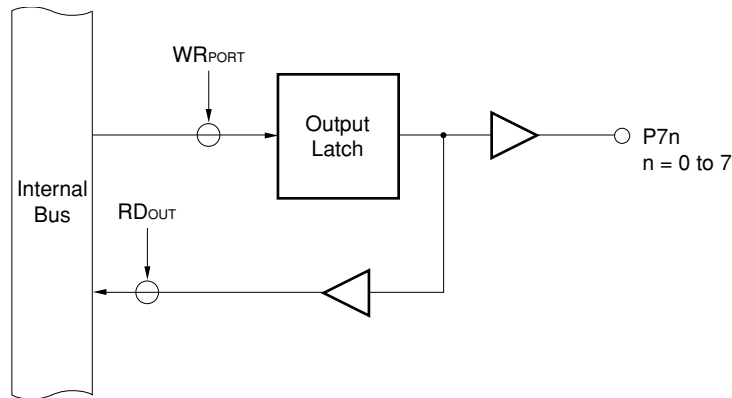 WRPORT
Output
Latch
P7n
n = 0 to 7
Internal
Bus
RDOUT